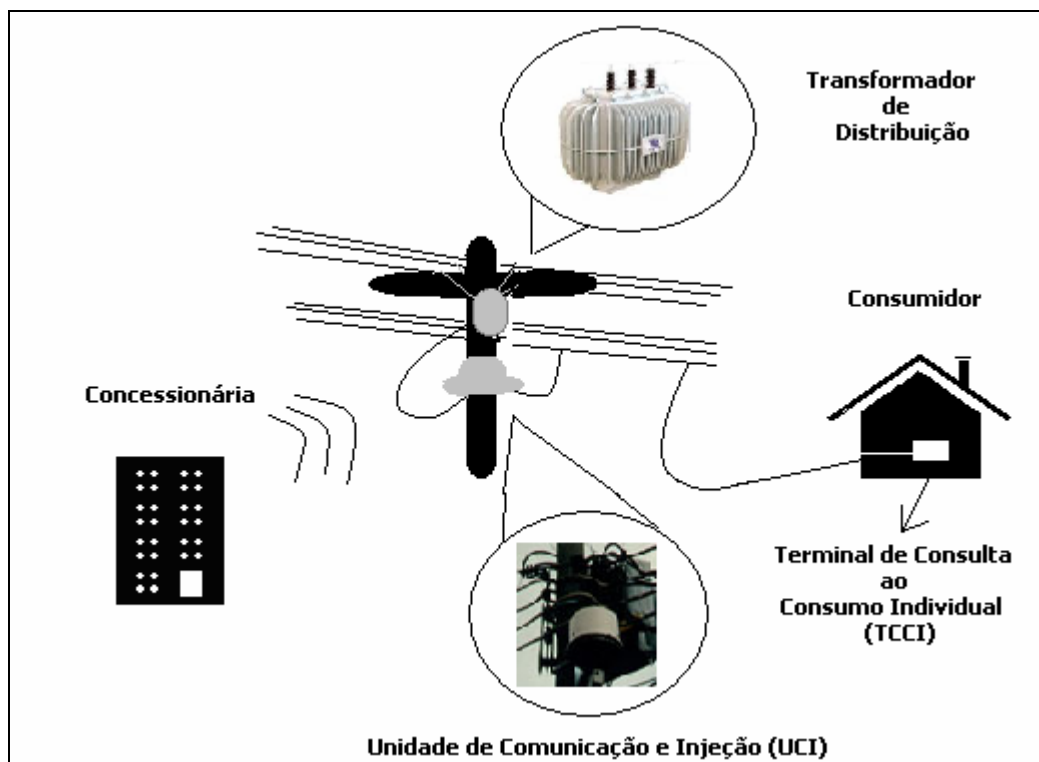 Transformador
de
Distribuição
Consumidor
Concessionária
Terminal de Consulta
ao
Consumo Individual
(TCCI)
Unidade de Comunicação e Injeção (UCI)